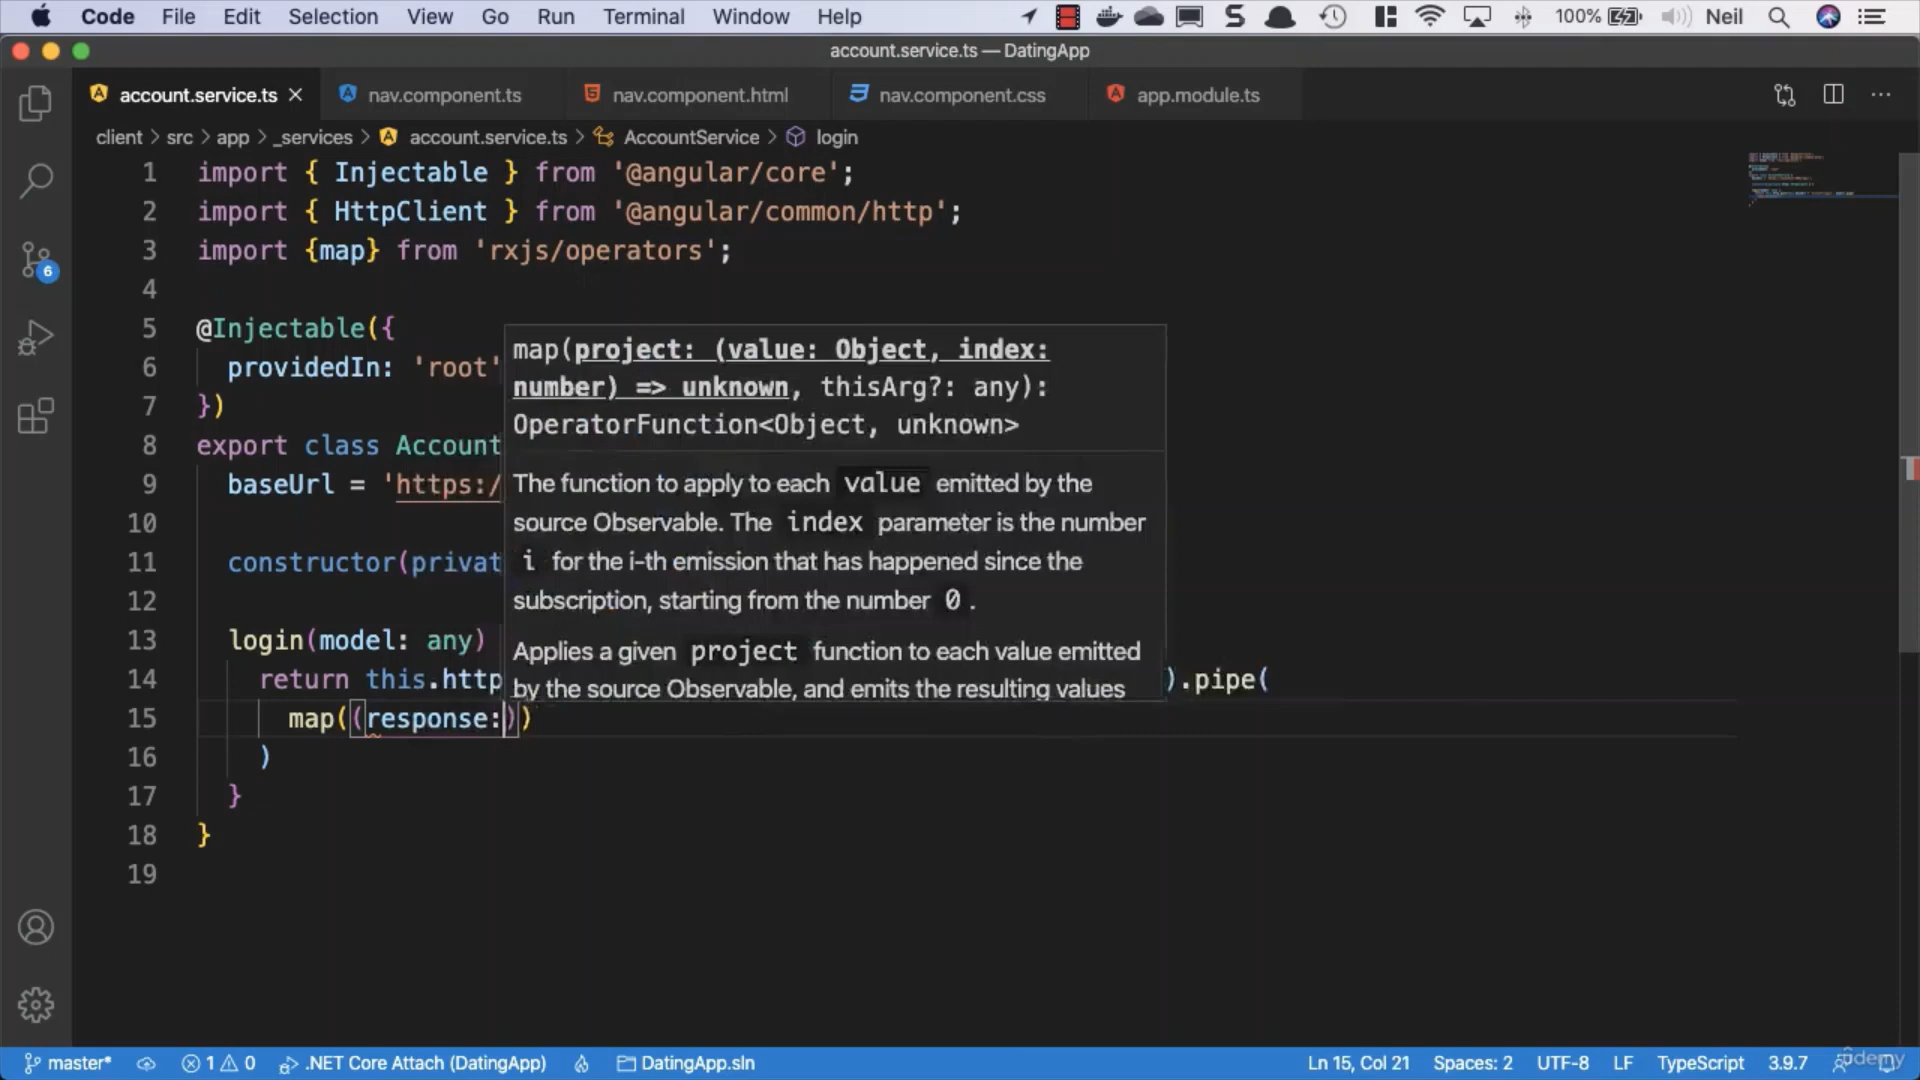 Code File Edit Selection View Go Run Terminal Window Help 100% Neil
account.service.ts — DatingApp
account.service.ts nav.component.ts nav.component.html nav.component.css app.module.ts
client > src > app > _services > account.service.ts > AccountService > login
1 import { Injectable } from '@angular/core';
2 import { HttpClient } from '@angular/common/http';
3 import {map} from 'rxjs/operators';
4
5 @Injectable({
6 providedIn: 'root'
7 })
8 export class Account
9 baseUrl = 'https:/
10
11 constructor(privat
12
13 login(model: any)
14 return this.http ).pipe(
15 map((response:))
16 )
17 }
18 }
19
map(project: (value: Object, index:
number) => unknown, thisArg?: any):
OperatorFunction<Object, unknown>
The function to apply to each value emitted by the
source Observable. The index parameter is the number
i for the i-th emission that has happened since the
subscription, starting from the number 0.
Applies a given project function to each value emitted
by the source Observable, and emits the resulting values
6
master* 1 0 .NET Core Attach (DatingApp) DatingApp.sln Ln 15, Col 21 Spaces: 2 UTF-8 LF TypeScript 3.9.7
udemy